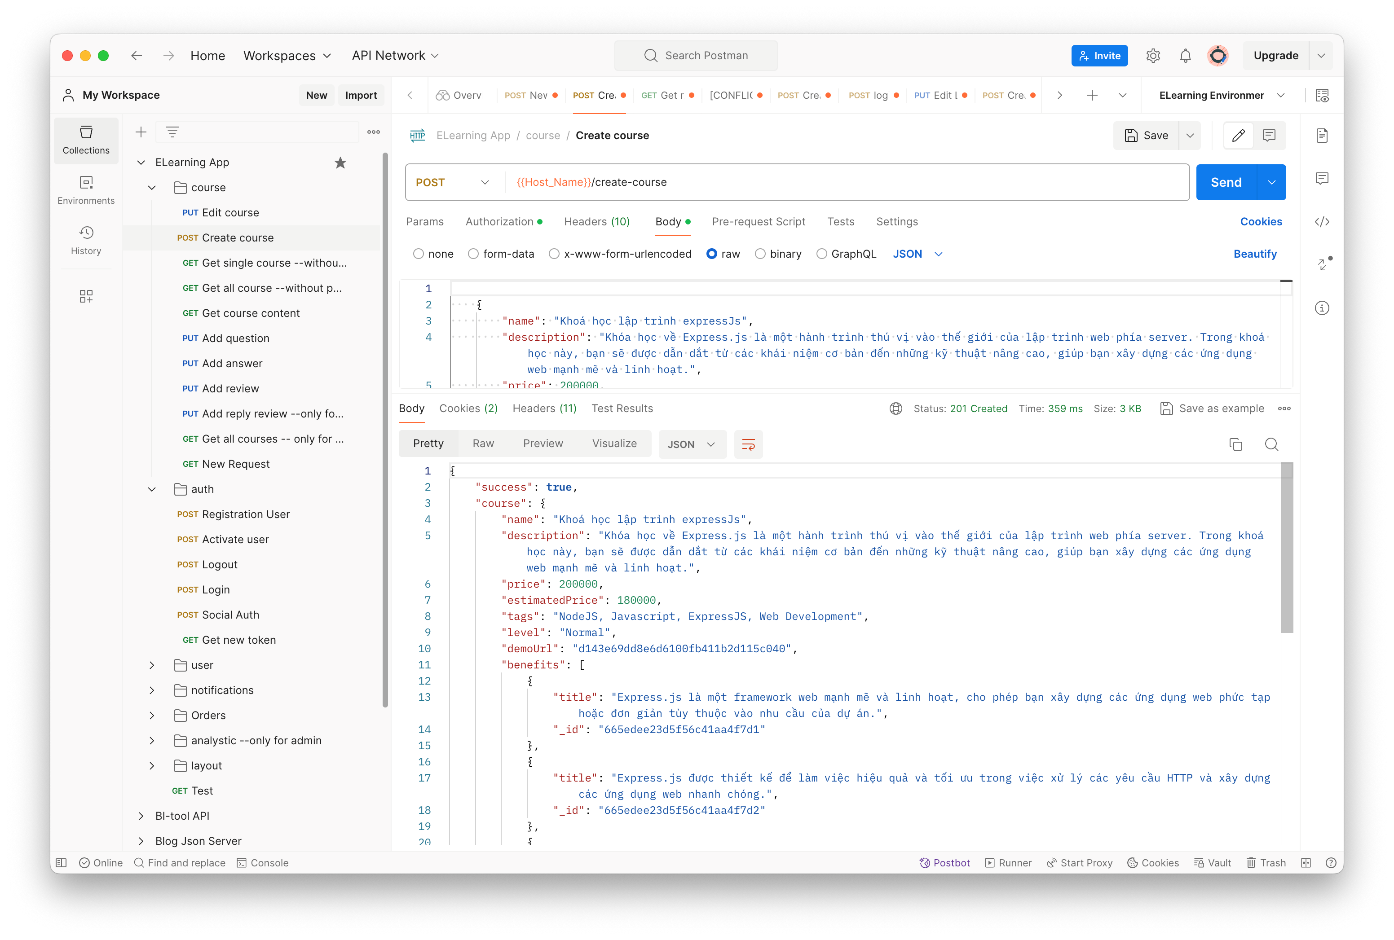 Home
Workspaces
API Network
Search Postman
Invite
Upgrade
My Workspace
New
Import
Overv
POST Nev
POST Cre
GET Get r
[CONFLIC
POST Cre
POST log
PUT Edit L
POST Cre
ELearning Environmer
Collections
Environments
History
ELearning App
course
PUT Edit course
POST Create course
GET Get single course --withou...
GET Get all course --without p...
GET Get course content
PUT Add question
PUT Add answer
PUT Add review
PUT Add reply review --only fo...
GET Get all courses -- only for ...
GET New Request
auth
POST Registration User
POST Activate user
POST Logout
POST Login
POST Social Auth
GET Get new token
user
notifications
Orders
analystic --only for admin
layout
GET Test
BI-tool API
Blog Json Server
HTTP ELearning App / course / Create course
Save
POST
{{Host_Name}}/create-course
Send
Params
Authorization
Headers (10)
Body
Pre-request Script
Tests
Settings
Cookies
none
form-data
x-www-form-urlencoded
raw
binary
GraphQL
JSON
Beautify
1
2 {
3 "name": "Khoá học lập trình expressJs",
4 "description": "Khóa học về Express.js là một hành trình thú vị vào thế giới của lập trình web phía server. Trong khoá
học này, bạn sẽ được dẫn dắt từ các khái niệm cơ bản đến những kỹ thuật nâng cao, giúp bạn xây dựng các ứng dụng
web mạnh mẽ và linh hoạt.",
5 "price": 200000,
Body
Cookies (2)
Headers (11)
Test Results
Status: 201 Created
Time: 359 ms
Size: 3 KB
Save as example
Pretty
Raw
Preview
Visualize
JSON
1 {
2 "success": true,
3 "course": {
4 "name": "Khoá học lập trình expressJs",
5 "description": "Khóa học về Express.js là một hành trình thú vị vào thế giới của lập trình web phía server. Trong khoá
học này, bạn sẽ được dẫn dắt từ các khái niệm cơ bản đến những kỹ thuật nâng cao, giúp bạn xây dựng các ứng dụng
web mạnh mẽ và linh hoạt.",
6 "price": 200000,
7 "estimatedPrice": 180000,
8 "tags": "NodeJS, Javascript, ExpressJS, Web Development",
9 "level": "Normal",
10 "demoUrl": "d143e69dd8e6d6100fb411b2d115c040",
11 "benefits": [
12 {
13 "title": "Express.js là một framework web mạnh mẽ và linh hoạt, cho phép bạn xây dựng các ứng dụng web phức tạp
hoặc đơn giản tùy thuộc vào nhu cầu của dự án.",
14 "_id": "665edee23d5f56c41aa4f7d1"
15 },
16 {
17 "title": "Express.js được thiết kế để làm việc hiệu quả và tối ưu trong việc xử lý các yêu cầu HTTP và xây dựng
các ứng dụng web nhanh chóng.",
18 "_id": "665edee23d5f56c41aa4f7d2"
19 },
20 {
Online
Find and replace
Console
Postbot
Runner
Start Proxy
Cookies
Vault
Trash